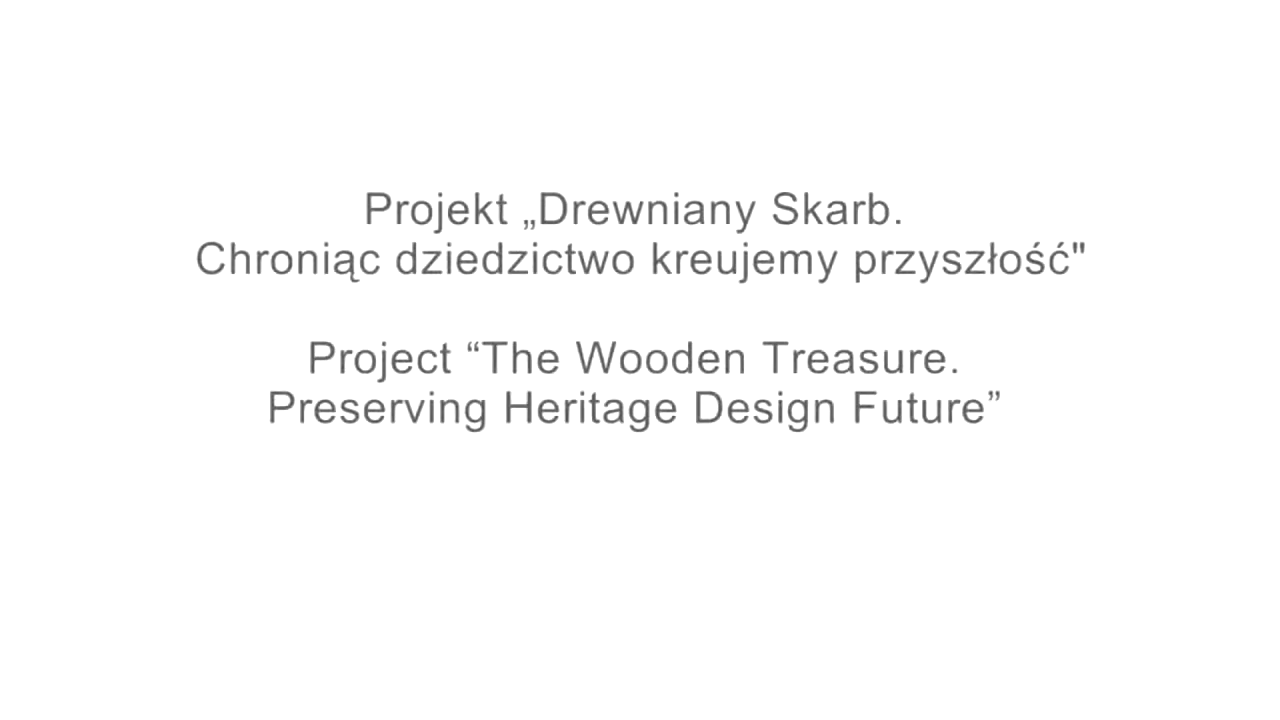 Projekt „Drewniany Skarb.
Chroniąc dziedzictwo kreujemy przyszłość"
Project “The Wooden Treasure.
Preserving Heritage Design Future”